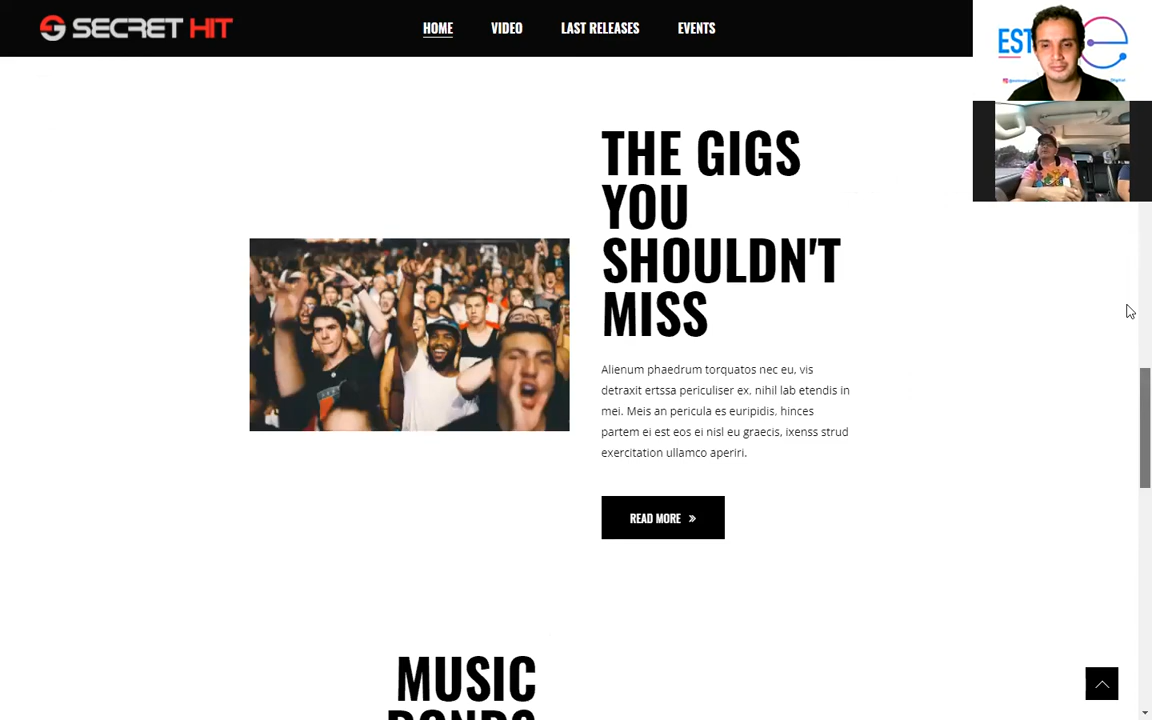 SECRET HIT
HOME VIDEO LAST RELEASES EVENTS
EST
THE GIGS
YOU
SHOULDN'T
MISS
Alienum phaedrum torquatos nec eu, vis
detraxit ertssa periculiser ex, nihil lab etendis in
mei. Meis an pericula es euripidis, hinces
partem ei est eos ei nisl eu graecis, ixenss strud
exercitation ullamco aperiri.
READ MORE »
MUSIC